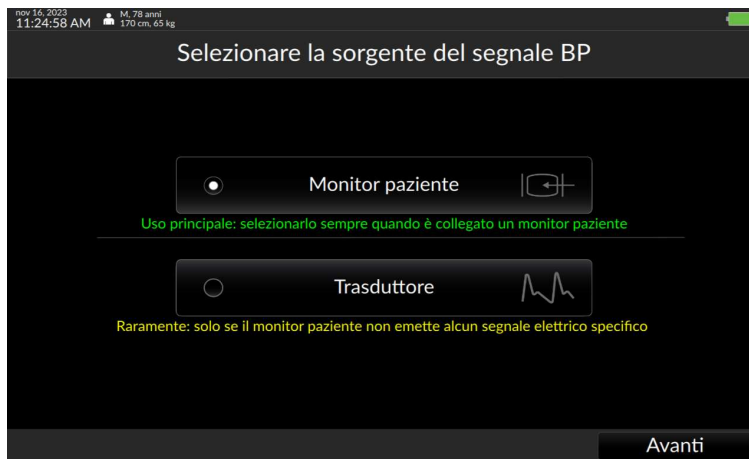 nov 16, 2023
11:24:58 AM
M, 78 anni
170 cm, 65 kg
Selezionare la sorgente del segnale BP
Monitor paziente
Uso principale: selezionarlo sempre quando è collegato un monitor paziente
Trasduttore
Raramente: solo se il monitor paziente non emette alcun segnale elettrico specifico
Avanti